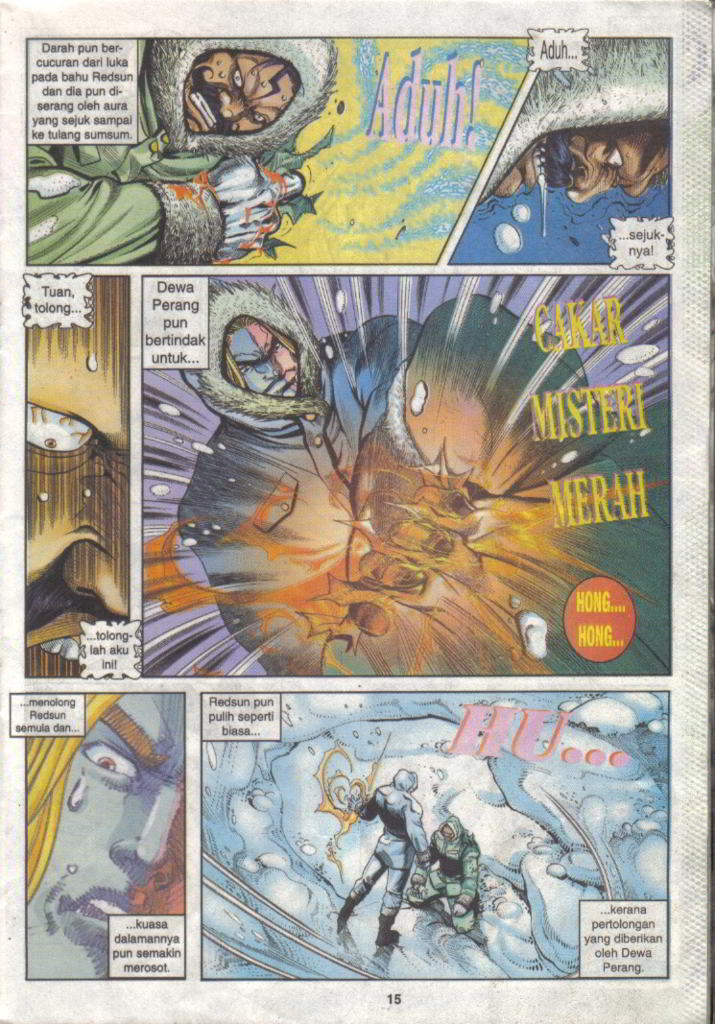 Darah pun ber-
cucuran dari luka
pada bahu Redsun
dan dia pun di-
serang oleh aura
yang sejuk sampai
ke tulang sumsum.
Aduh!
Aduh...
...sejuk-
nya!
Tuan,
tolong...
...tolong-
lah aku
ini!
Dewa
Perang
pun
bertindak
untuk...
CAKAR
MISTERI
MERAH
HONG....
HONG...
...menolong
Redsun
semula dan...
...kuasa
dalamannya
pun semakin
merosot.
Redsun pun
pulih seperti
biasa...
HU...
...kerana
pertolongan
yang diberikan
oleh Dewa
Perang.
15